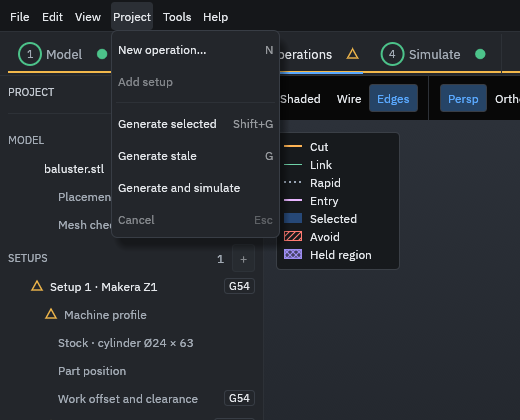 File Edit View Project Tools Help
1 Model
perations
4 Simulate
PROJECT
New operation... N
Add setup
Generate selected Shift+G
Generate stale G
Generate and simulate
Cancel Esc
Shaded Wire Edges Persp
Cut
Link
Rapid
Entry
Selected
Avoid
Held region
MODEL
baluster.stl
Placemen
Mesh che
SETUPS 1 +
Setup 1 · Makera Z1 G54
Machine profile
Stock · cylinder Ø24 × 63
Part position
Work offset and clearance G54